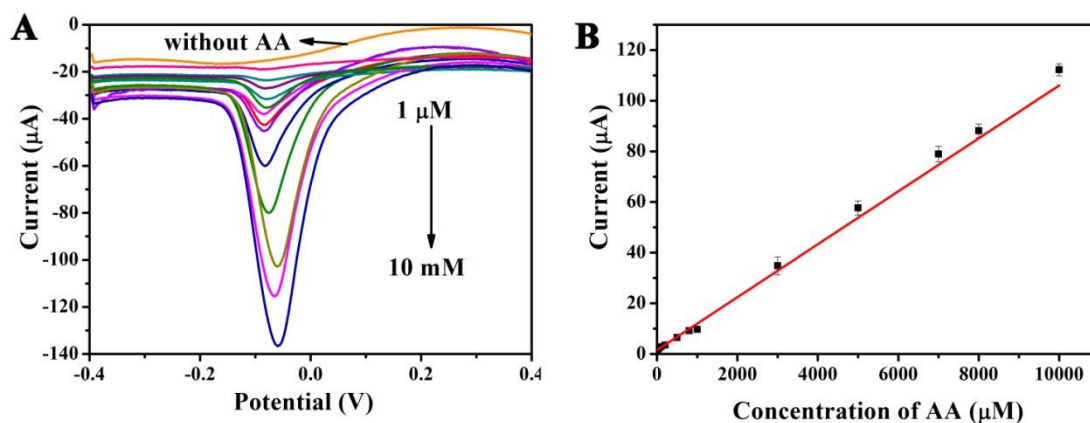 A
without AA
1 μM
10 mM
0
-20
-40
-60
-80
-100
-120
-140
-0.4
-0.2
0.0
0.2
0.4
Current (μA)
Potential (V)
B
120
100
80
60
40
20
0
0
2000
4000
6000
8000
10000
Current (μA)
Concentration of AA (μM)